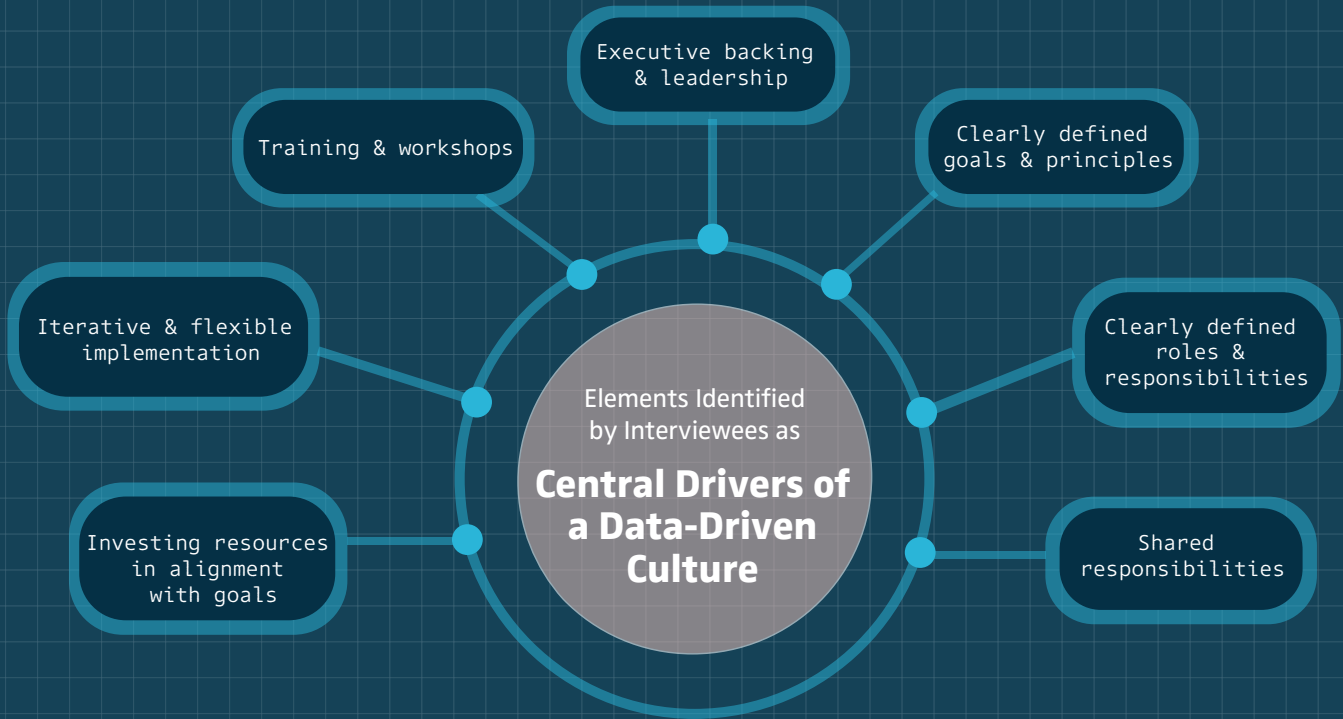 Executive backing
& leadership
Training & workshops
Clearly defined
goals & principles
Iterative & flexible
implementation
Clearly defined
roles &
responsibilities
Elements Identified
by Interviewees as
Central Drivers of
a Data-Driven
Culture
Investing resources
in alignment
with goals
Shared
responsibilities